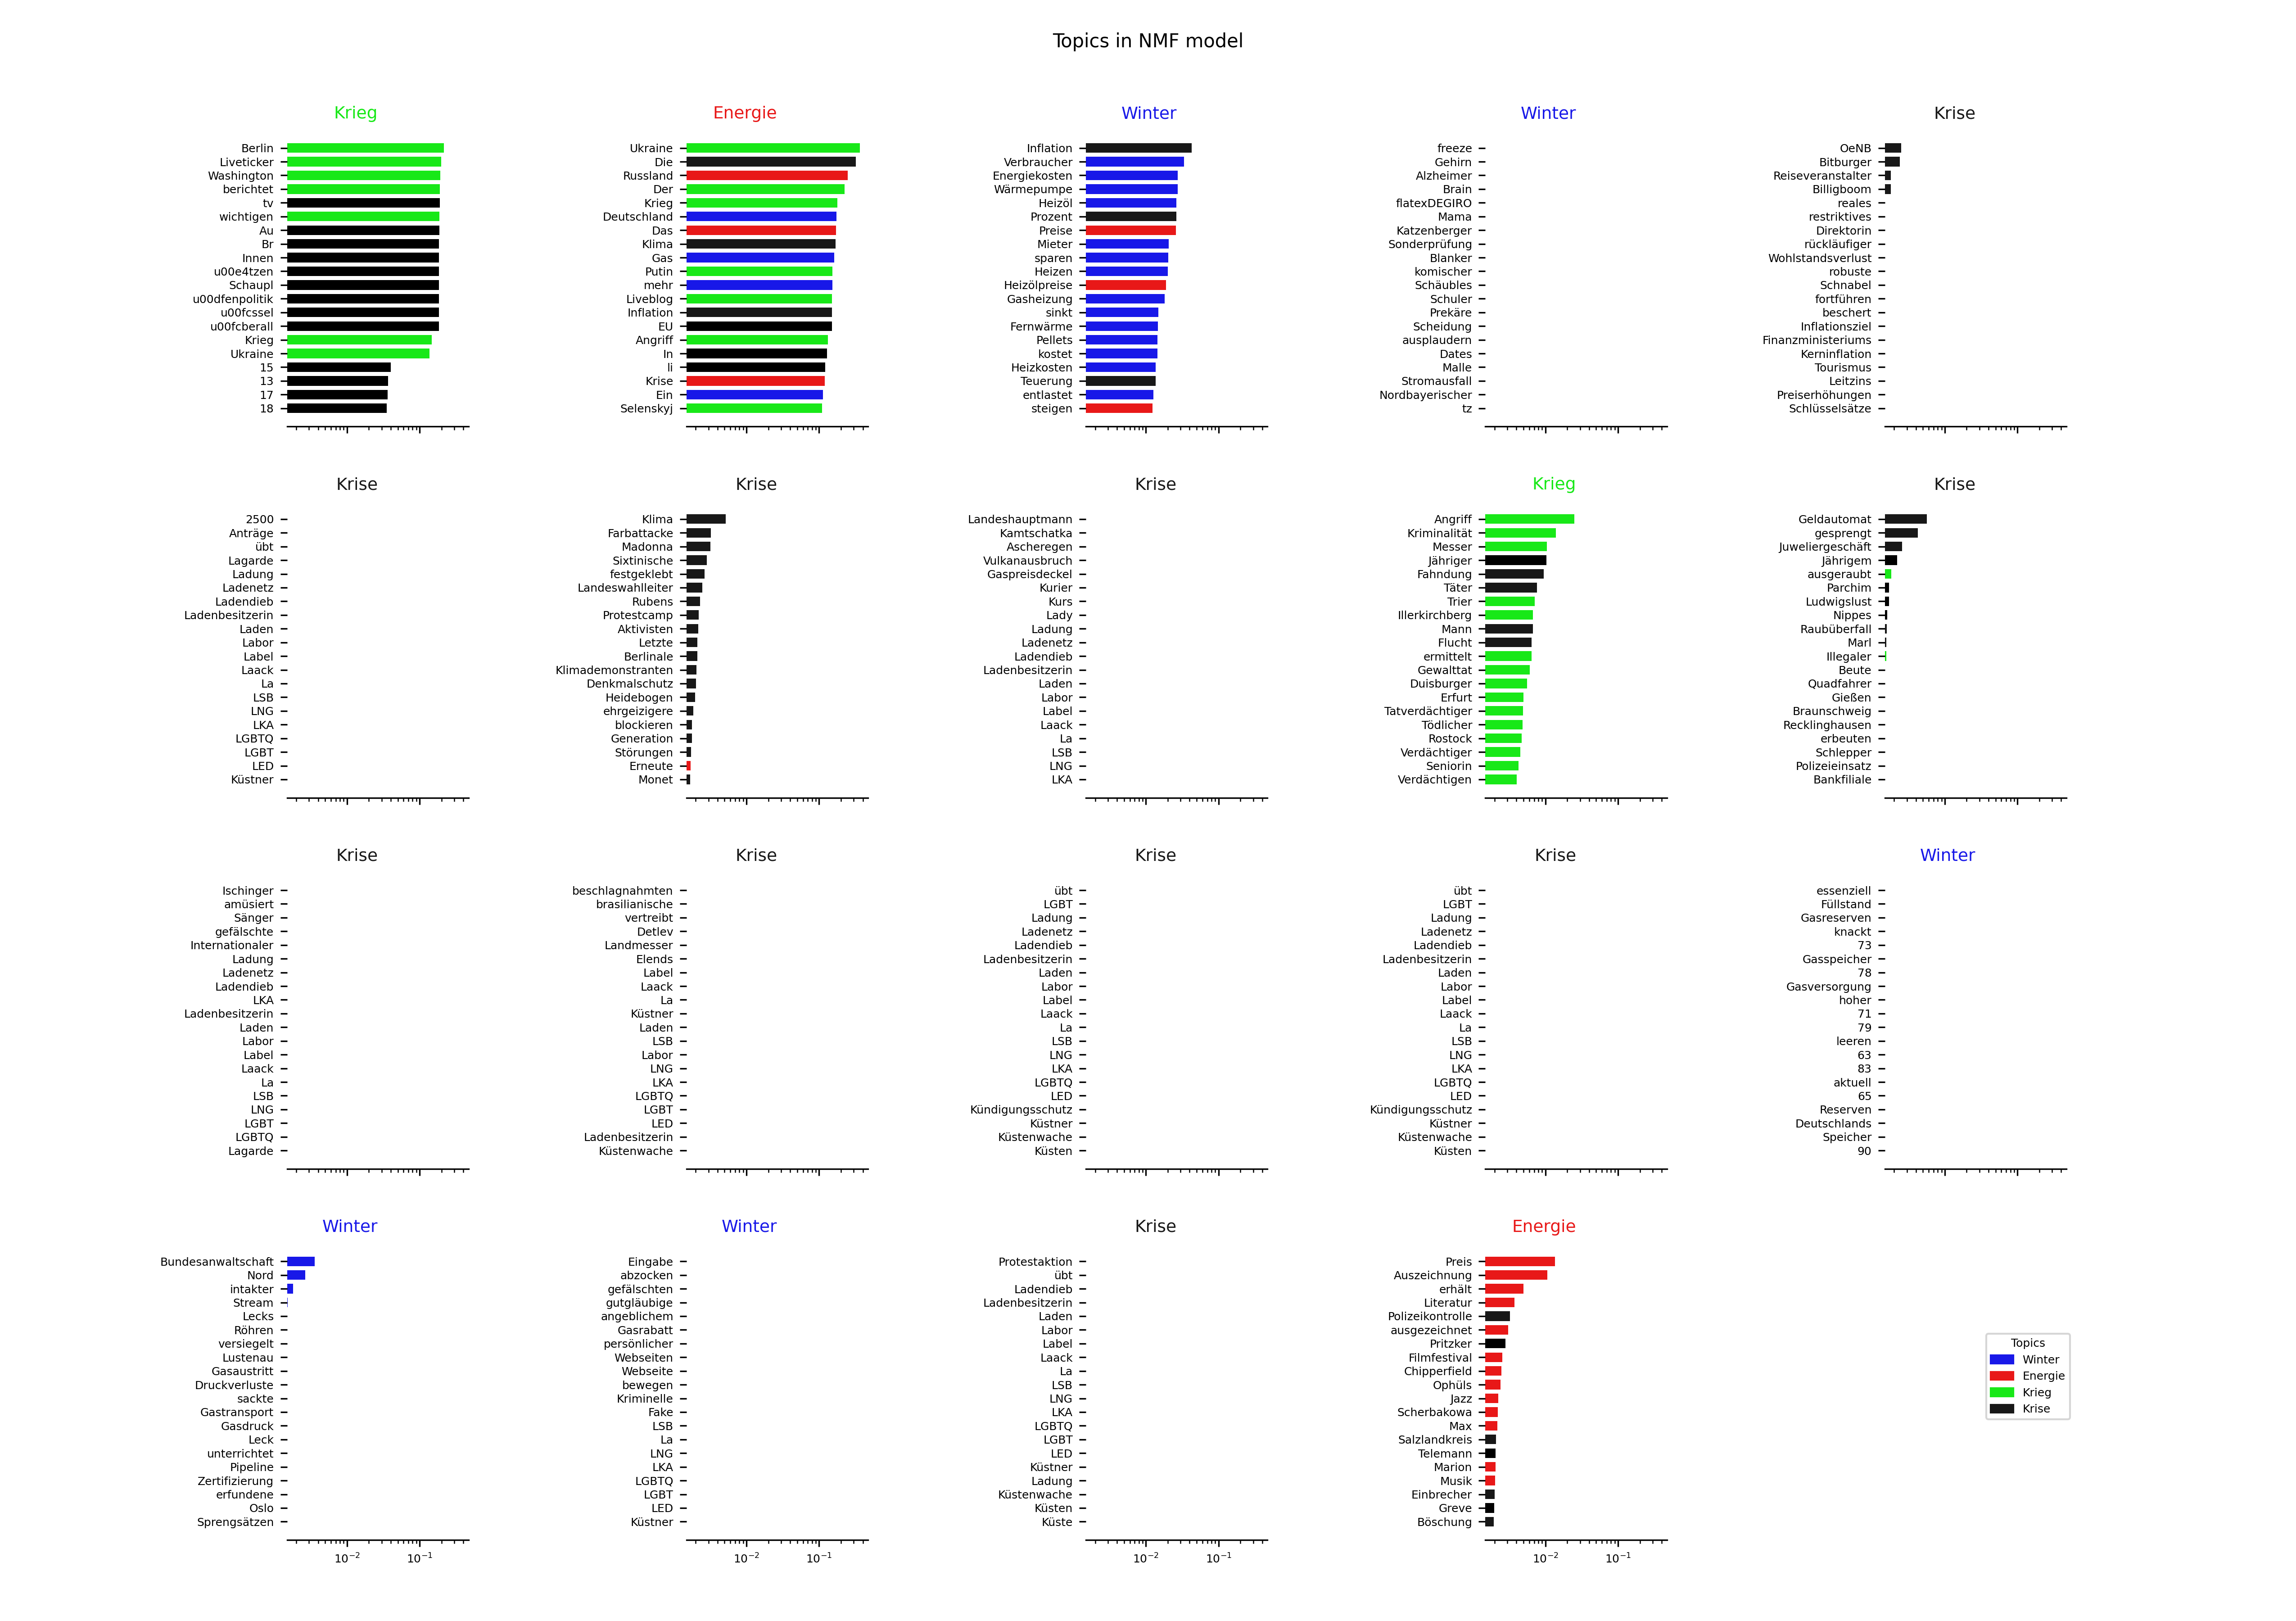 Topics in NMF model
Krieg
Berlin
Liveticker
Washington
berichtet
tv
wichtigen
Au
Br
Innen
u00e4tzen
Schaupl
u00dfenpolitik
u00fcssel
u00fcberall
Krieg
Ukraine
15
13
17
18
Energie
Ukraine
Die
Russland
Der
Krieg
Deutschland
Das
Klima
Gas
Putin
mehr
Liveblog
Inflation
EU
Angriff
In
li
Krise
Ein
Selenskyj
Winter
Inflation
Verbraucher
Energiekosten
Wärmepumpe
Heizöl
Prozent
Preise
Mieter
sparen
Heizen
Heizölpreise
Gasheizung
sinkt
Fernwärme
Pellets
kostet
Heizkosten
Teuerung
entlastet
steigen
Winter
freeze
Gehirn
Alzheimer
Brain
flatexDEGIRO
Mama
Katzenberger
Sonderprüfung
Blanker
komischer
Schäubles
Schuler
Prekäre
Scheidung
ausplaudern
Dates
Malle
Stromausfall
Nordbayerischer
tz
Krise
OeNB
Bitburger
Reiseveranstalter
Billigboom
reales
restriktives
Direktorin
rückläufiger
Wohlstandsverlust
robuste
Schnabel
fortführen
beschert
Inflationsziel
Finanzministeriums
Kerninflation
Tourismus
Leitzins
Preiserhöhungen
Schlüsselsätze
Krise
2500
Anträge
übt
Lagarde
Ladung
Ladenetz
Ladendieb
Ladenbesitzerin
Laden
Labor
Label
Laack
La
LSB
LNG
LKA
LGBTQ
LGBT
LED
Küstner
Krise
Klima
Farbattacke
Madonna
Sixtinische
festgeklebt
Landeswahlleiter
Rubens
Protestcamp
Aktivisten
Letzte
Berlinale
Klimademonstranten
Denkmalschutz
Heidebogen
ehrgeizigere
blockieren
Generation
Störungen
Erneute
Monet
Krise
Landeshauptmann
Kamtschatka
Ascheregen
Vulkanausbruch
Gaspreisdeckel
Kurier
Kurs
Lady
Ladung
Ladenetz
Ladendieb
Ladenbesitzerin
Laden
Labor
Label
Laack
La
LSB
LNG
LKA
Krieg
Angriff
Kriminalität
Messer
Jähriger
Fahndung
Täter
Trier
Illerkirchberg
Mann
Flucht
ermittelt
Gewalttat
Duisburger
Erfurt
Tatverdächtiger
Tödlicher
Rostock
Verdächtiger
Seniorin
Verdächtigen
Krise
Geldautomat
gesprengt
Juweliergeschäft
Jährigem
ausgeraubt
Parchim
Ludwigslust
Nippes
Raubüberfall
Marl
Illegaler
Beute
Quadfahrer
Gießen
Braunschweig
Recklinghausen
erbeuten
Schlepper
Polizeieinsatz
Bankfiliale
Krise
Ischinger
amüsiert
Sänger
gefälschte
Internationaler
Ladung
Ladenetz
Ladendieb
LKA
Ladenbesitzerin
Laden
Labor
Label
Laack
La
LSB
LNG
LGBT
LGBTQ
Lagarde
Krise
beschlagnahmten
brasilianische
vertreibt
Detlev
Landmesser
Elends
Label
Laack
La
Küstner
Laden
LSB
Labor
LNG
LKA
LGBTQ
LGBT
LED
Ladenbesitzerin
Küstenwache
Krise
übt
LGBT
Ladung
Ladenetz
Ladendieb
Ladenbesitzerin
Laden
Labor
Label
Laack
La
LSB
LNG
LKA
LGBTQ
LED
Kündigungsschutz
Küstner
Küstenwache
Küsten
Krise
übt
LGBT
Ladung
Ladenetz
Ladendieb
Ladenbesitzerin
Laden
Labor
Label
Laack
La
LSB
LNG
LKA
LGBTQ
LED
Kündigungsschutz
Küstner
Küstenwache
Küsten
Winter
essenziell
Füllstand
Gasreserven
knackt
73
Gasspeicher
78
Gasversorgung
hoher
71
79
leeren
63
83
aktuell
65
Reserven
Deutschlands
Speicher
90
Winter
Bundesanwaltschaft
Nord
intakter
Stream
Lecks
Röhren
versiegelt
Lustenau
Gasaustritt
Druckverluste
sackte
Gastransport
Gasdruck
Leck
unterrichtet
Pipeline
Zertifizierung
erfundene
Oslo
Sprengsätzen
10⁻² 10⁻¹
Winter
Eingabe
abzocken
gefälschten
gutgläubige
angeblichem
Gasrabatt
persönlicher
Webseiten
Webseite
bewegen
Kriminelle
Fake
LSB
La
LNG
LKA
LGBTQ
LGBT
LED
Küstner
10⁻² 10⁻¹
Krise
Protestaktion
übt
Ladendieb
Ladenbesitzerin
Laden
Labor
Label
Laack
La
LSB
LNG
LKA
LGBTQ
LGBT
LED
Küstner
Ladung
Küstenwache
Küsten
Küste
10⁻² 10⁻¹
Energie
Preis
Auszeichnung
erhält
Literatur
Polizeikontrolle
ausgezeichnet
Pritzker
Filmfestival
Chipperfield
Ophüls
Jazz
Scherbakowa
Max
Salzlandkreis
Telemann
Marion
Musik
Einbrecher
Greve
Böschung
10⁻² 10⁻¹
Topics
Winter
Energie
Krieg
Krise